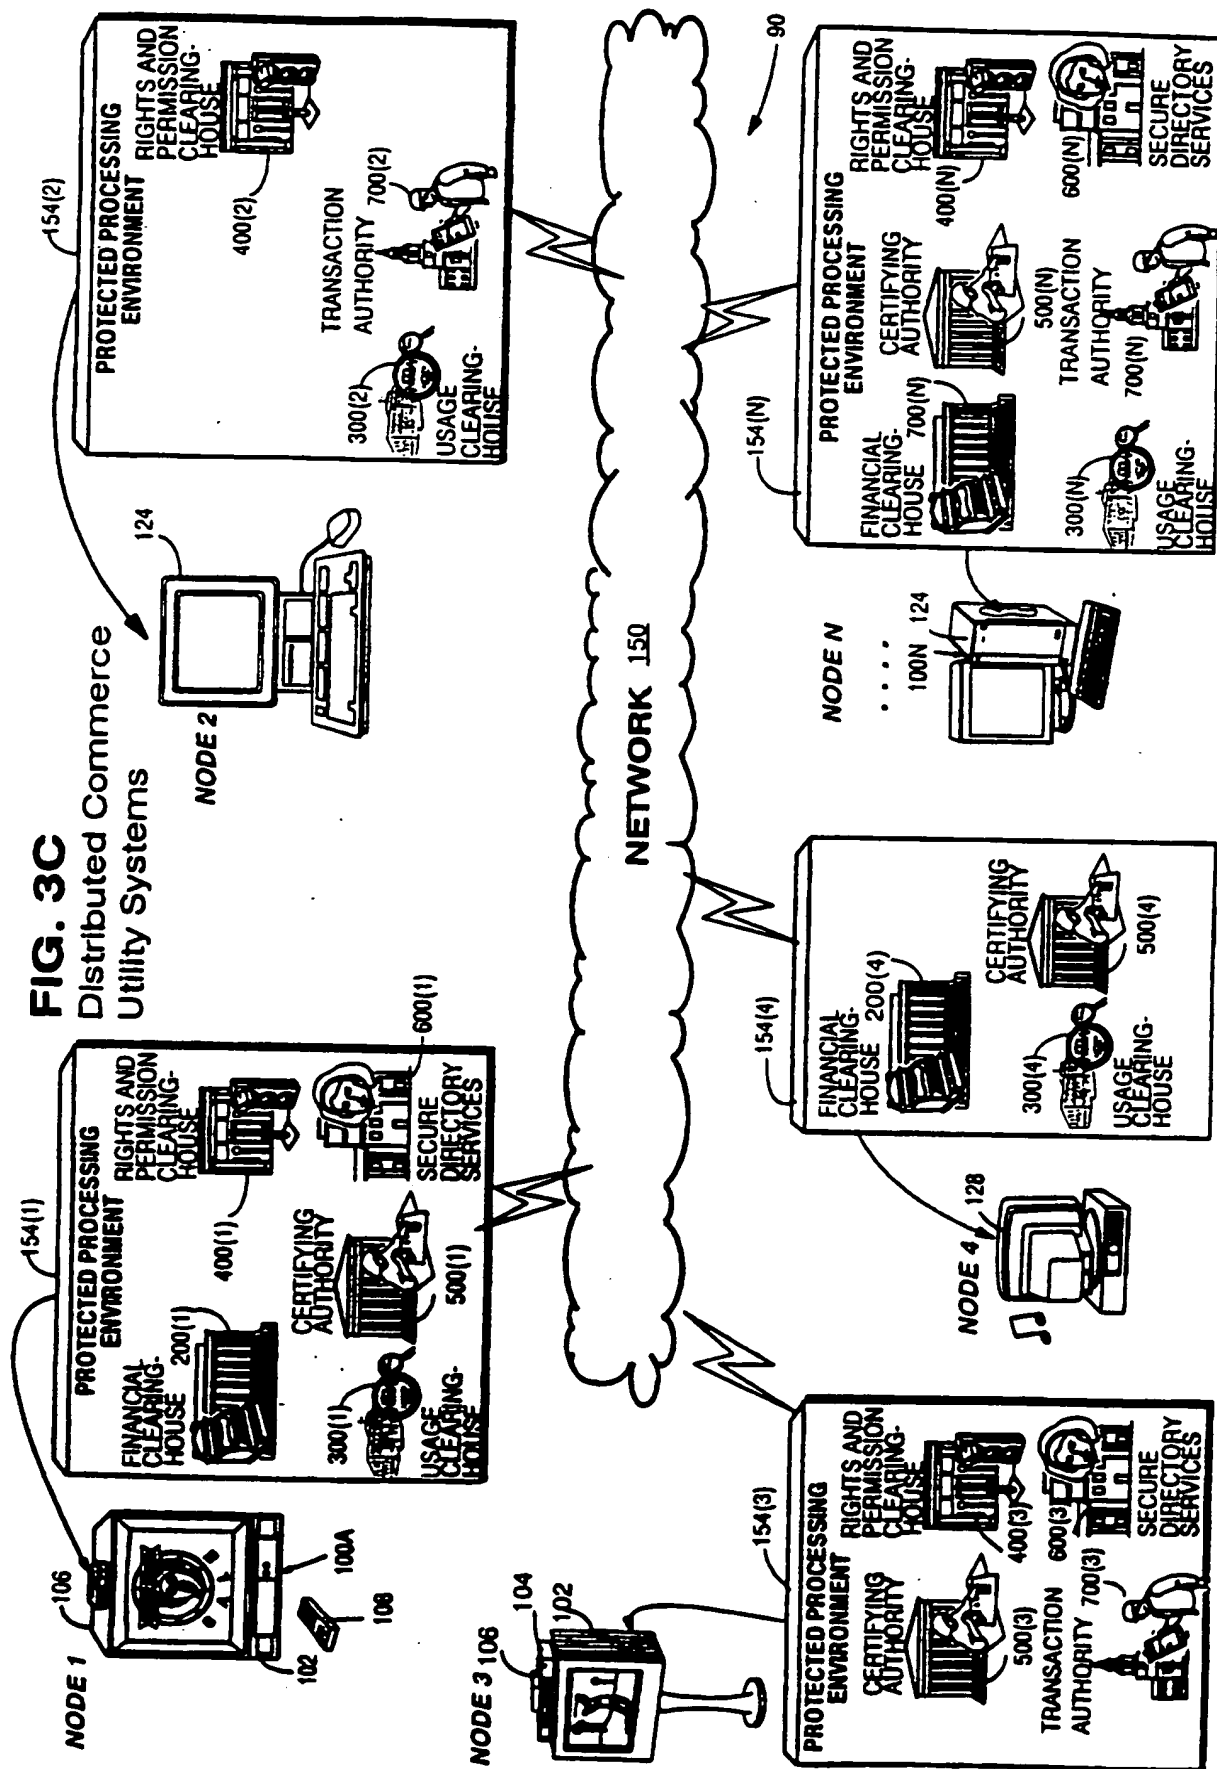 FIG. 3C
Distributed Commerce
Utility Systems
NODE 1
106
102
100A
108
154(1)
PROTECTED PROCESSING
ENVIRONMENT
FINANCIAL
CLEARING-
HOUSE
200(1)
RIGHTS AND
PERMISSION
CLEARING-
HOUSE
400(1)
300(1)
USAGE
CLEARING-
HOUSE
CERTIFYING
AUTHORITY
500(1)
SECURE
DIRECTORY
SERVICES
600(1)
NODE 2
124
154(2)
PROTECTED PROCESSING
ENVIRONMENT
RIGHTS AND
PERMISSION
CLEARING-
HOUSE
400(2)
300(2)
USAGE
CLEARING-
HOUSE
TRANSACTION
AUTHORITY
700(2)
NETWORK 150
90
NODE 3
106
104
102
154(3)
PROTECTED PROCESSING
ENVIRONMENT
CERTIFYING
AUTHORITY
500(3)
RIGHTS AND
PERMISSION
CLEARING-
HOUSE
400(3)
TRANSACTION
AUTHORITY
700(3)
600(3)
SECURE
DIRECTORY
SERVICES
NODE 4
128
154(4)
FINANCIAL
CLEARING-
HOUSE
200(4)
300(4)
USAGE
CLEARING-
HOUSE
CERTIFYING
AUTHORITY
500(4)
NODE N
. . . .
100N
124
154(N)
PROTECTED PROCESSING
ENVIRONMENT
FINANCIAL
CLEARING-
HOUSE
700(N)
CERTIFYING
AUTHORITY
500(N)
RIGHTS AND
PERMISSION
CLEARING-
HOUSE
400(N)
300(N)
USAGE
CLEARING-
HOUSE
TRANSACTION
AUTHORITY
700(N)
600(N)
SECURE
DIRECTORY
SERVICES